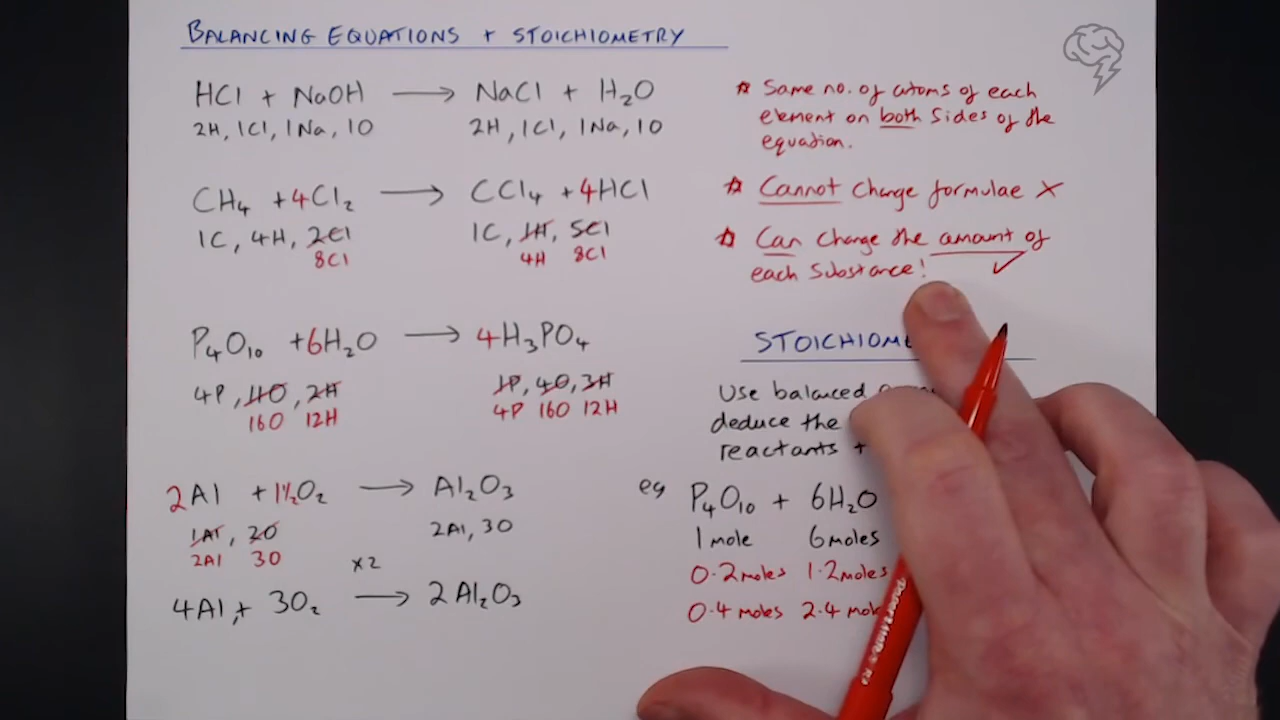 BALANCING EQUATIONS + STOICHIOMETRY
HCl + NaOH → NaCl + H₂O
2H, 1Cl, 1Na, 1O 2H, 1Cl, 1Na, 1O
CH₄ + 4Cl₂ → CCl₄ + 4HCl
1C, 4H, 2Cl 1C, 1H, 5Cl
8Cl 4H 8Cl
P₄O₁₀ + 6H₂O → 4H₃PO₄
4P, 11O, 2H 1P, 4O, 3H
16O 12H 4P 16O 12H
2Al + 1½O₂ → Al₂O₃
1Al, 2O 2Al, 3O
2Al 3O
x2
4Al + 3O₂ → 2Al₂O₃
☆ Same no. of atoms of each
element on both sides of the
equation.
☆ Cannot change formulae ✗
☆ Can change the amount of
each substance! ✓
Use balanced
deduce the
reactants +
eg P₄O₁₀ + 6H₂O
1 mole 6 moles
0.2 moles 1.2 moles
0.4 moles 2.4